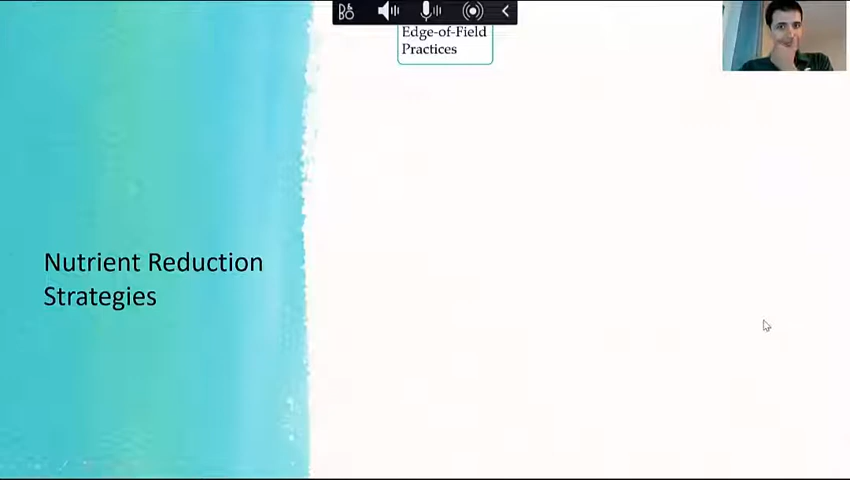 Edge-of-Field
Practices
Nutrient Reduction
Strategies